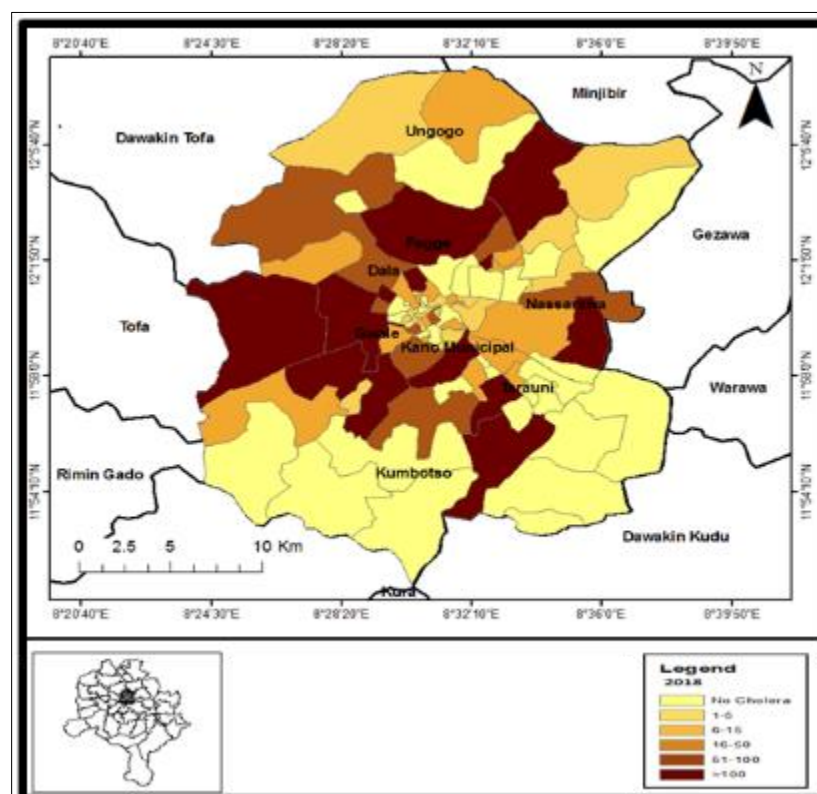 8°20'40"E 8°24'30"E 8°28'20"E 8°32'10"E 8°36'0"E 8°39'50"E
N
Minjibir
Ungogo
Dawakin Tofa
12°5'40"N 12°5'40"N
Gezawa
Fagge
12°1'50"N 12°1'50"N
Dala
Nassarawa
Tofa
Gwale
Kano Municipal
11°58'0"N 11°58'0"N
Tarauni
Warawa
Rimin Gado
Kumbotso
11°54'10"N 11°54'10"N
Dawakin Kudu
0 2.5 5 10 Km
Kura
8°20'40"E 8°24'30"E 8°28'20"E 8°32'10"E 8°36'0"E 8°39'50"E
Legend
2018
No Cholera
1-5
6-15
16-50
51-100
>100